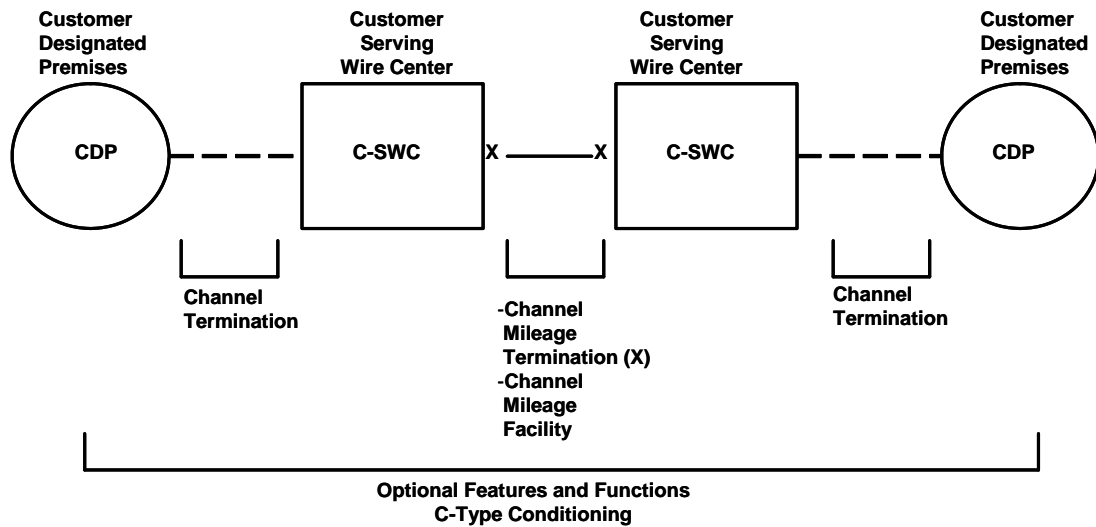 Customer
Designated
Premises
Customer
Serving
Wire Center
Customer
Serving
Wire Center
Customer
Designated
Premises
CDP
C-SWC
X
X
C-SWC
CDP
Channel
Termination
-Channel
Mileage
Termination (X)
-Channel
Mileage
Facility
Channel
Termination
Optional Features and Functions
C-Type Conditioning